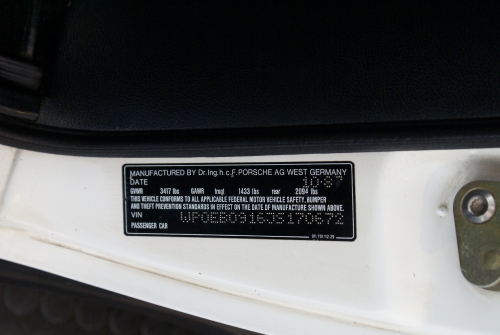 MANUFACTURED BY Dr.Ing.h.c.F.PORSCHE AG WEST GERMANY
DATE 10-87
GVWR 3417 lbs GAWR front 1433 lbs rear 2094 lbs
THIS VEHICLE CONFORMS TO ALL APPLICABLE FEDERAL MOTOR VEHICLE SAFETY, BUMPER
AND THEFT PREVENTION STANDARDS IN EFFECT ON THE DATE OF MANUFACTURE SHOWN ABOVE.
VIN WP0EB0916JS170672
PASSENGER CAR